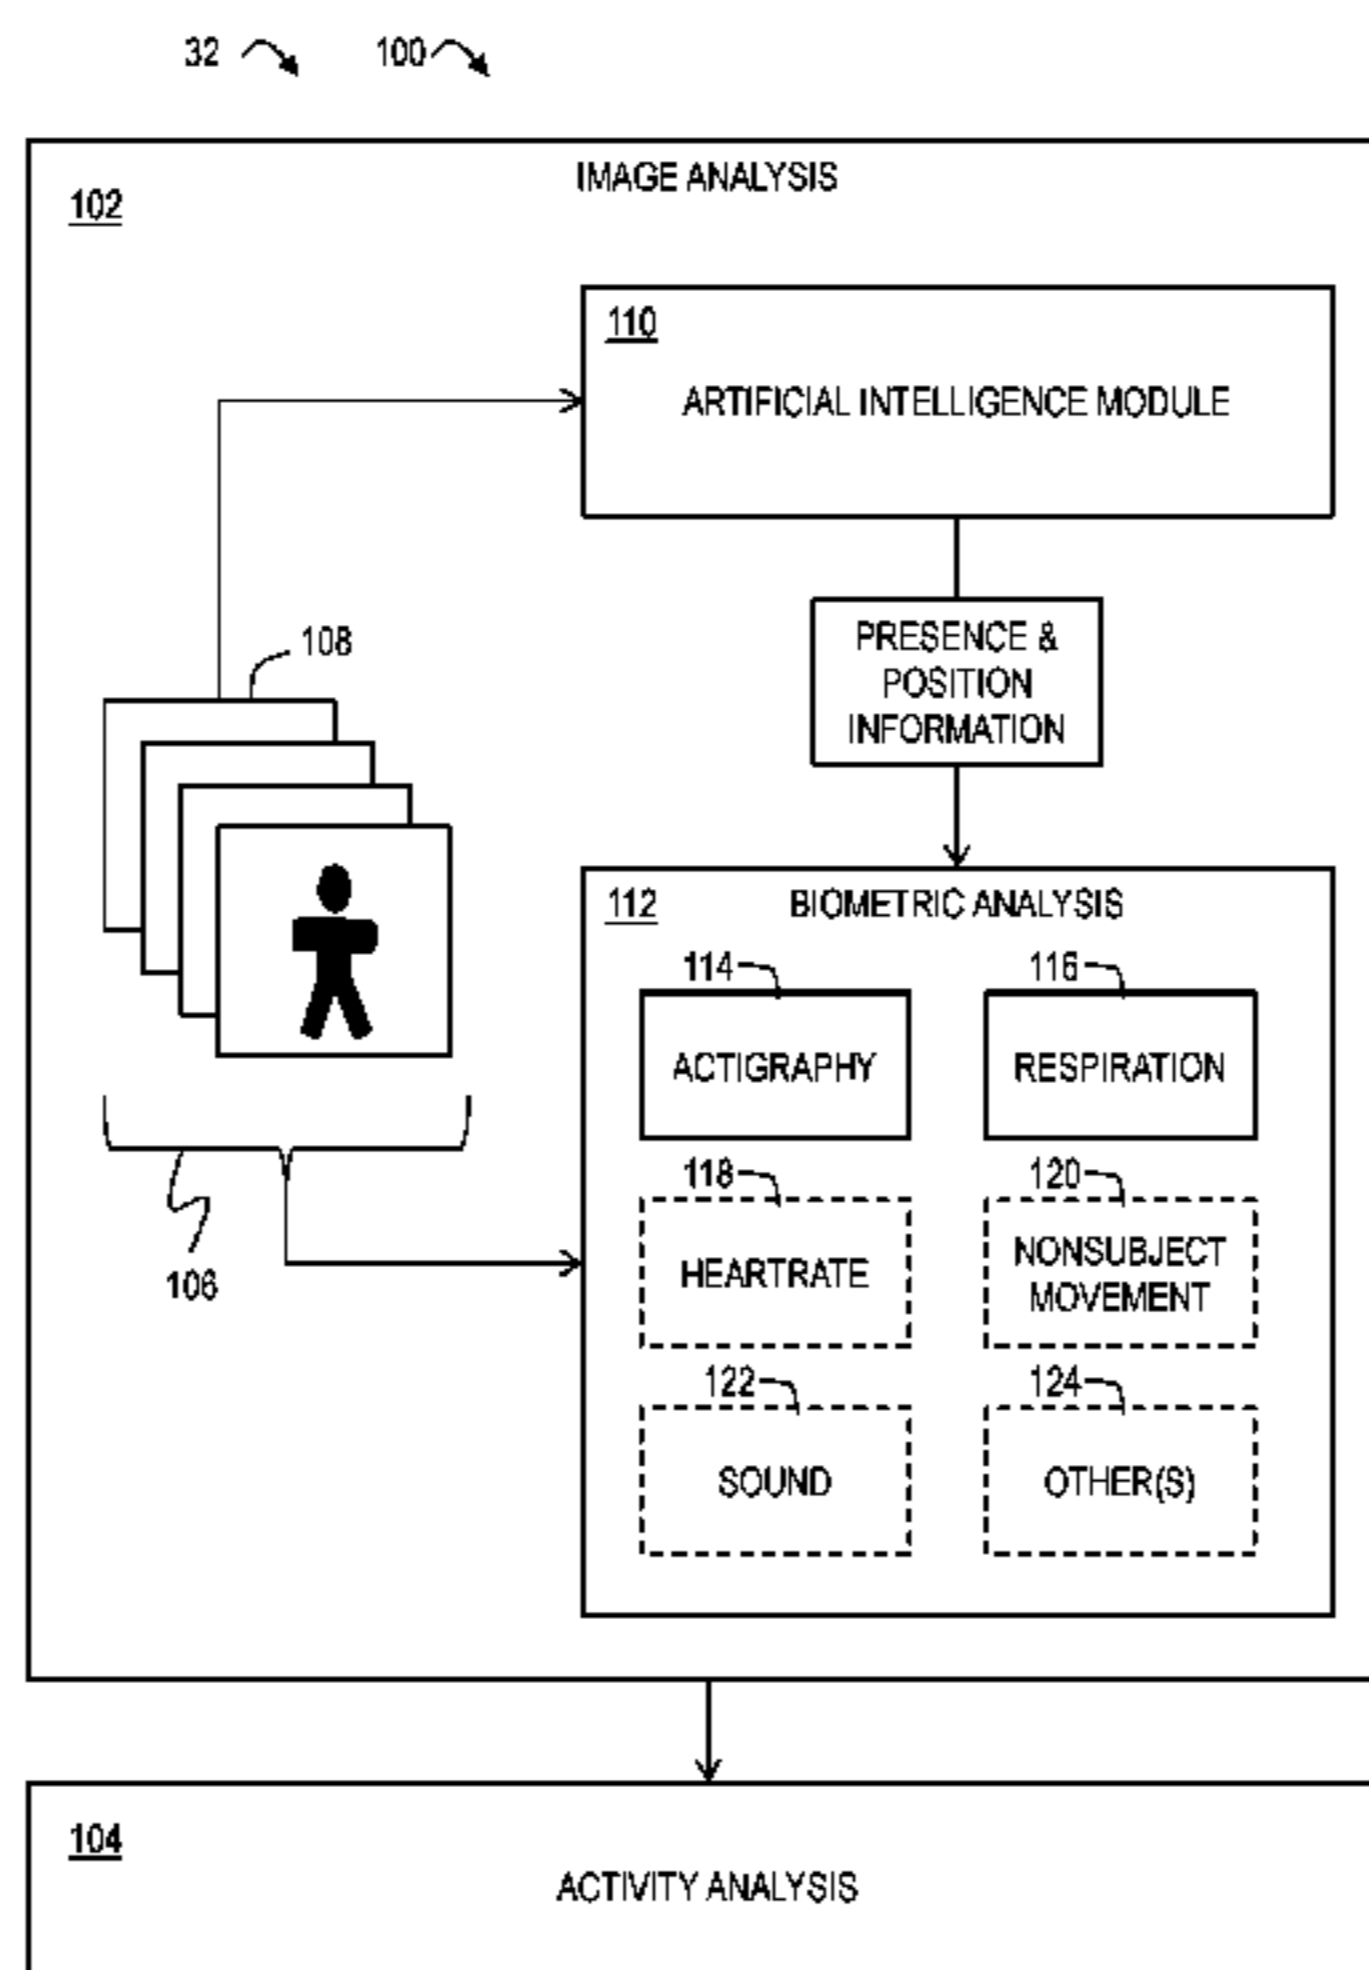 32 100
IMAGE ANALYSIS
102
110
ARTIFICIAL INTELLIGENCE MODULE
PRESENCE &
POSITION
INFORMATION
108
106
112 BIOMETRIC ANALYSIS
114 116
ACTIGRAPHY RESPIRATION
118 120
HEARTRATE NONSUBJECT
MOVEMENT
122 124
SOUND OTHER(S)
104
ACTIVITY ANALYSIS